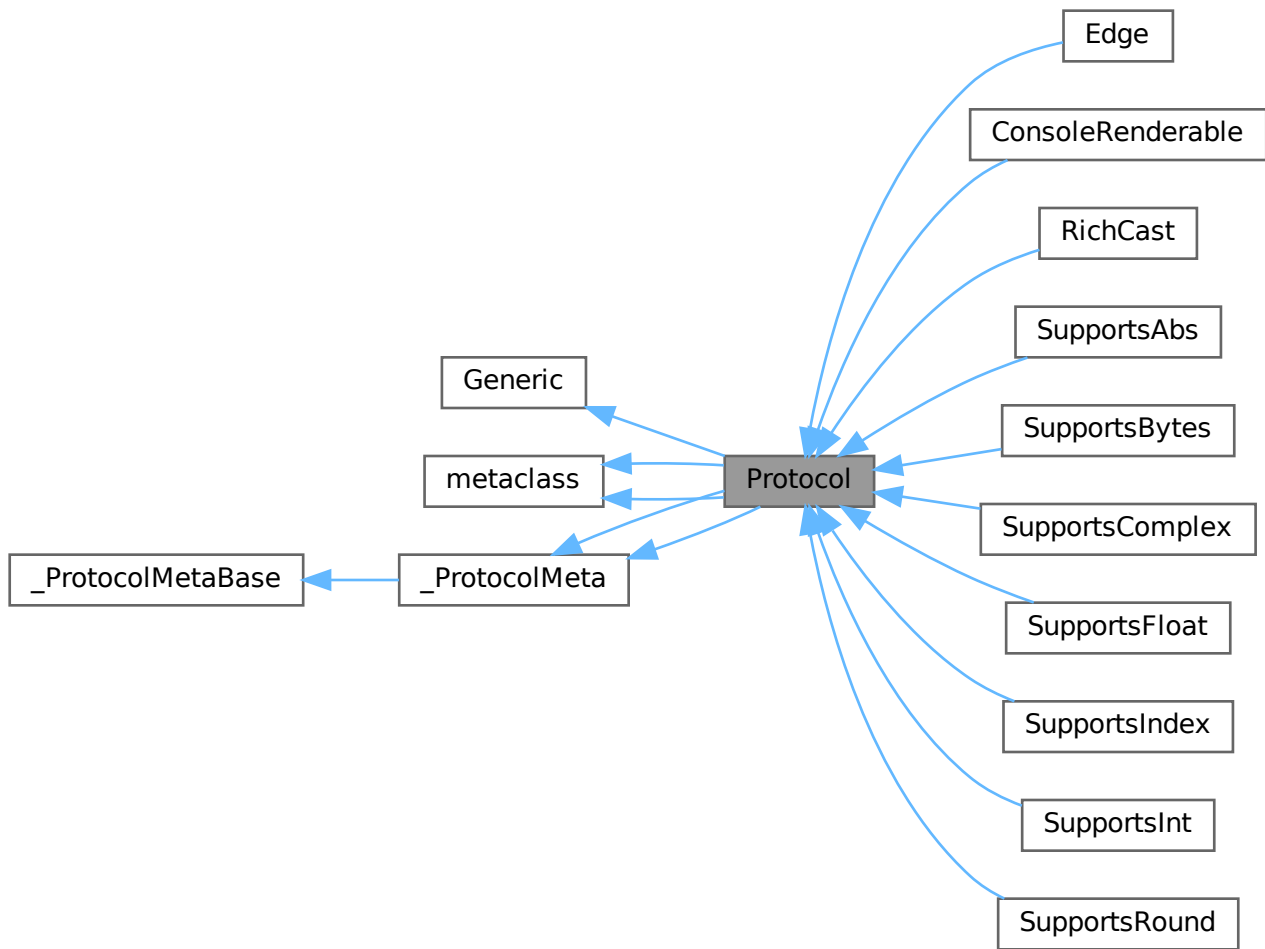 Edge
ConsoleRenderable
RichCast
SupportsAbs
Generic
SupportsBytes
metaclass
Protocol
SupportsComplex
_ProtocolMetaBase
_ProtocolMeta
SupportsFloat
SupportsIndex
SupportsInt
SupportsRound